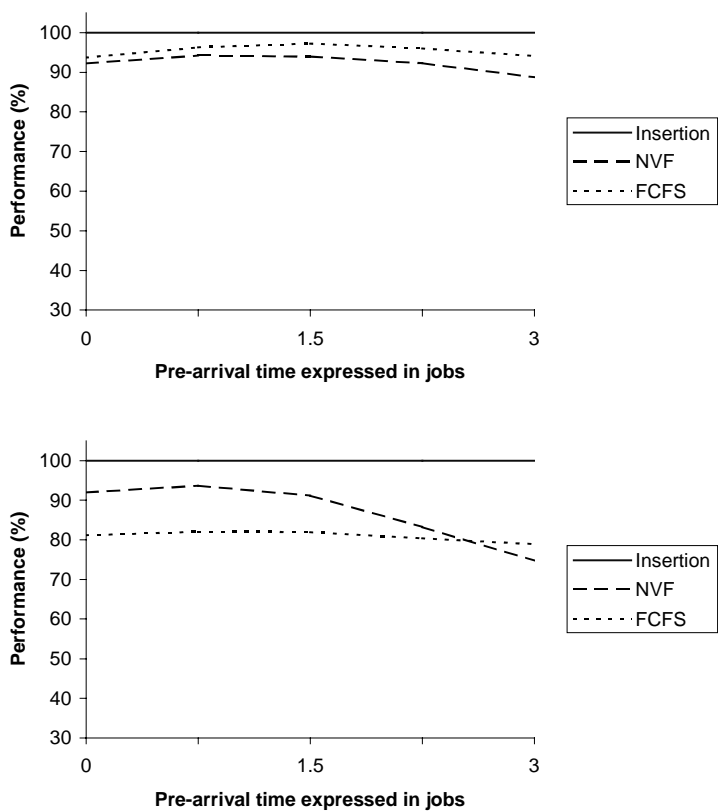 Performance (%)
100
90
80
70
60
50
40
30
0
1.5
3
Pre-arrival time expressed in jobs
Insertion
NVF
FCFS
Performance (%)
100
90
80
70
60
50
40
30
0
1.5
3
Pre-arrival time expressed in jobs
Insertion
NVF
FCFS